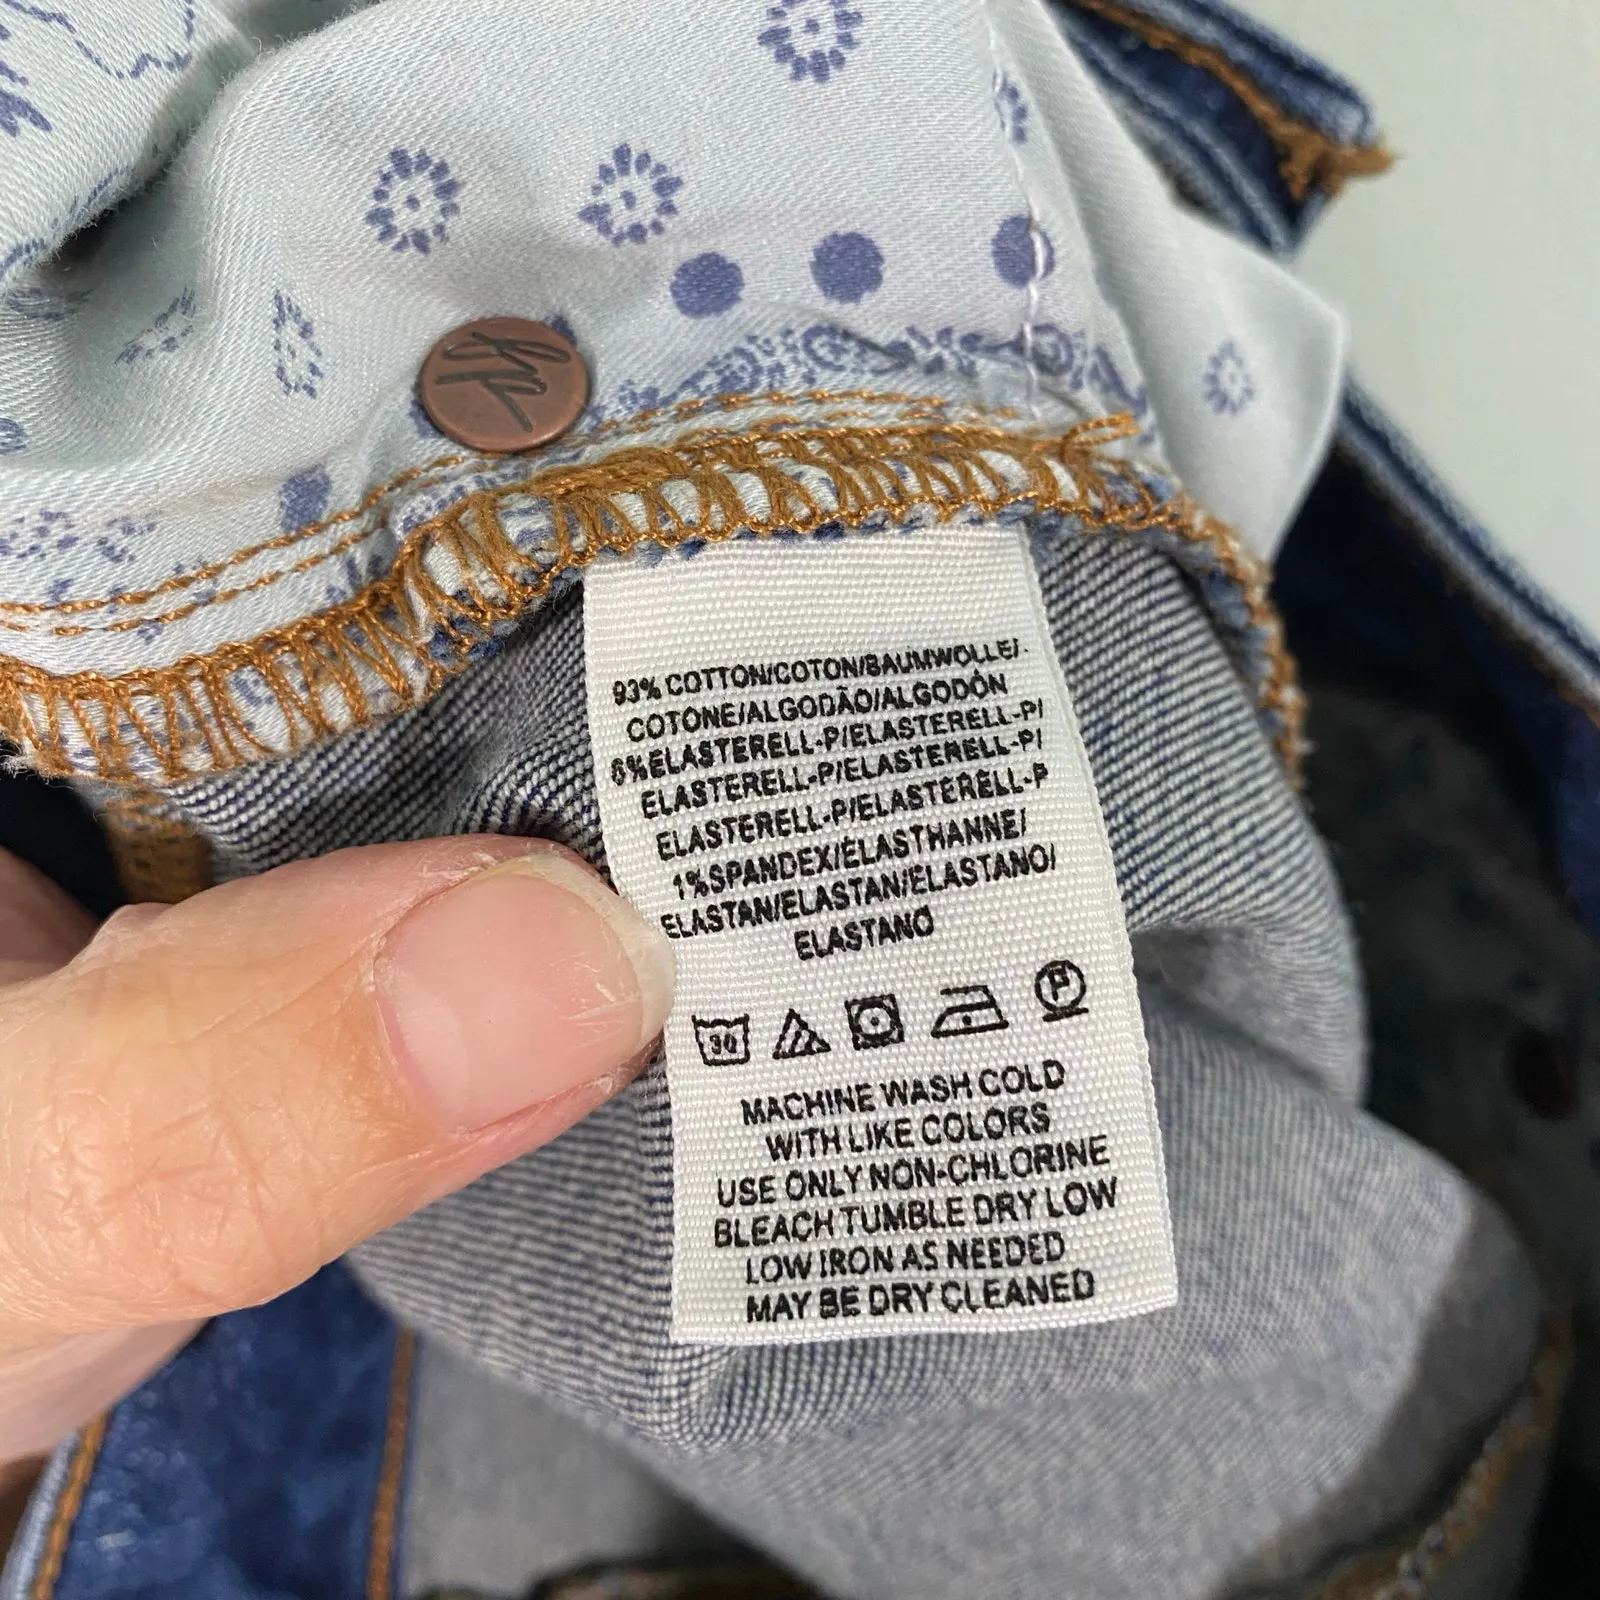 93% COTTON/COTON/BAUMWOLLE/
COTONE/ALGODÃO/ALGODÓN
6%ELASTERELL-P/ELASTERELL-P/
ELASTERELL-P/ELASTERELL-P/
ELASTERELL-P/ELASTERELL-P
1%SPANDEX/ÉLASTHANNE/
ELASTAN/ELASTAN/ELASTANO/
ELASTANO
30 P
MACHINE WASH COLD
WITH LIKE COLORS
USE ONLY NON-CHLORINE
BLEACH TUMBLE DRY LOW
LOW IRON AS NEEDED
MAY BE DRY CLEANED